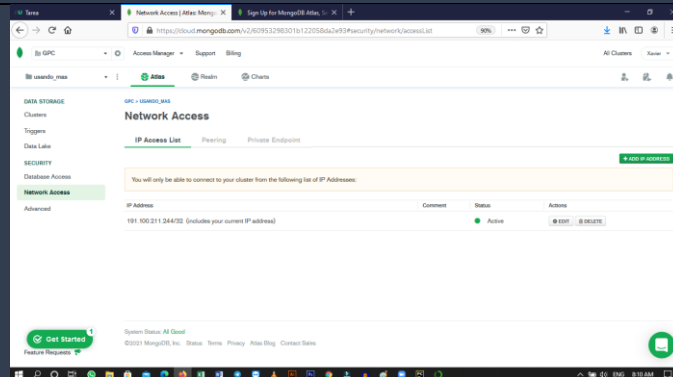 Tarea
Network Access | Atlas: Mongo
Sign Up for MongoDB Atlas, S
https://cloud.mongodb.com/v2/60953298301b122058da2e93#security/network/accessList
90%
GPC
Access Manager
Support
Billing
All Clusters
Xavier
usando_mas
Atlas
Realm
Charts
DATA STORAGE
Clusters
Triggers
Data Lake
SECURITY
Database Access
Network Access
Advanced
GPC > USANDO_MAS
Network Access
IP Access List
Peering
Private Endpoint
+ ADD IP ADDRESS
You will only be able to connect to your cluster from the following list of IP Addresses:
IP Address
Comment
Status
Actions
191.100.211.244/32 (includes your current IP address)
Active
EDIT
DELETE
System Status: All Good
©2021 MongoDB, Inc. Status Terms Privacy Atlas Blog Contact Sales
Get Started
1
Feature Requests
ENG
8:10 AM